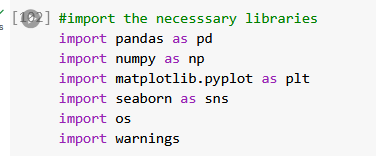 #import the necesssary libraries
import pandas as pd
import numpy as np
import matplotlib.pyplot as plt
import seaborn as sns
import os
import warnings